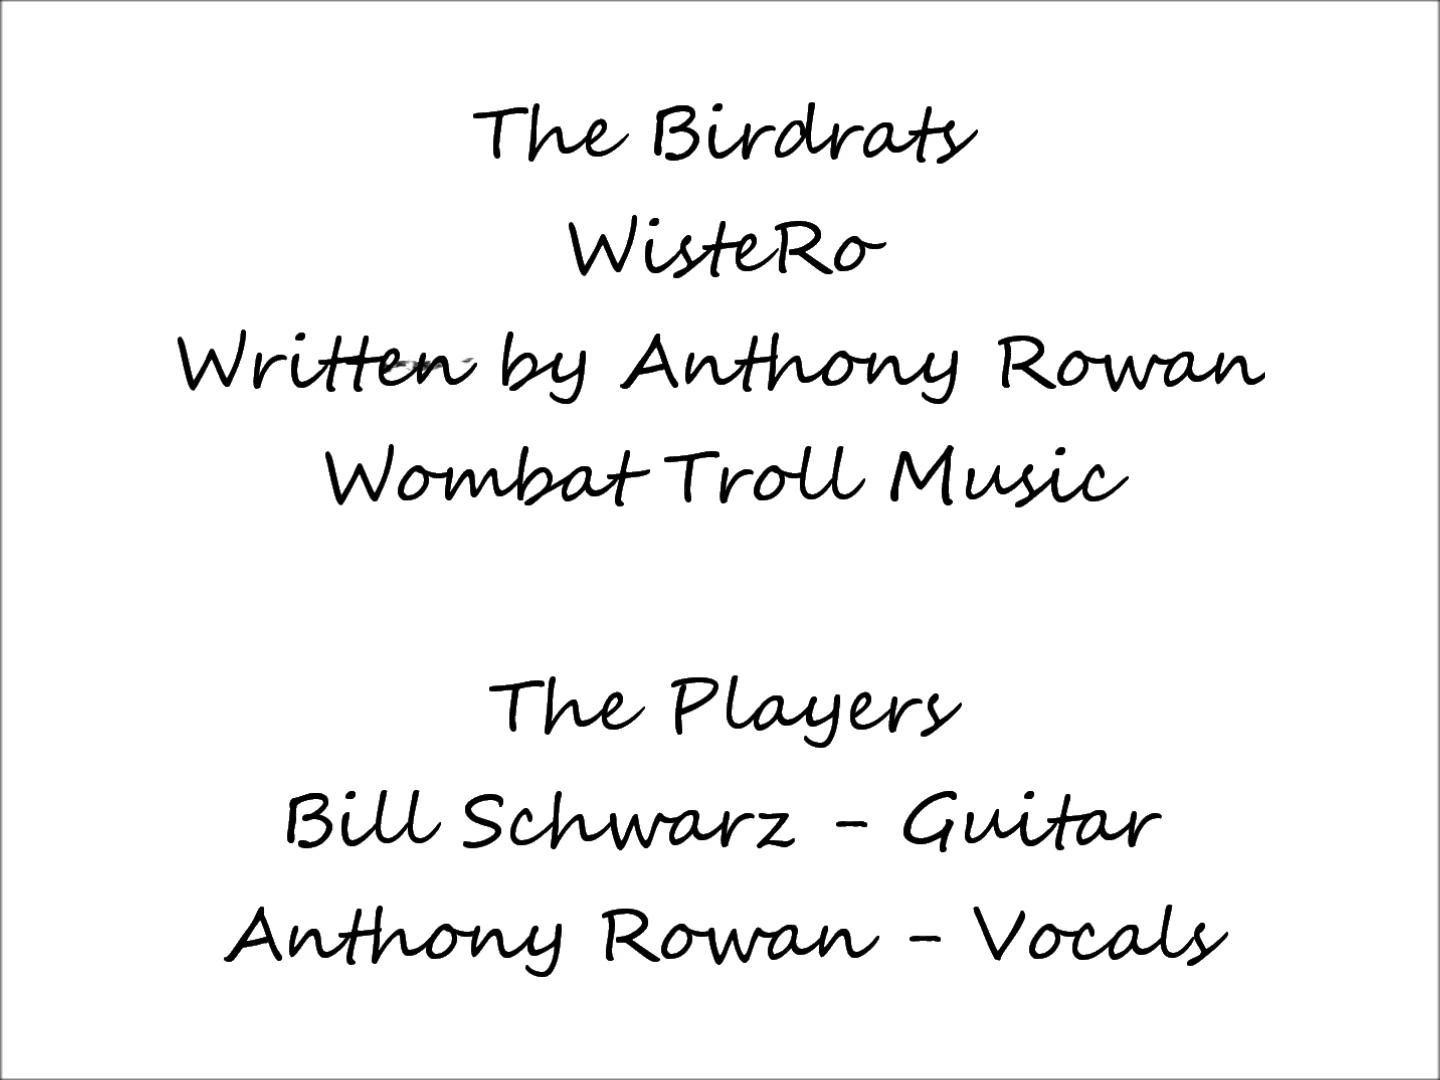 The Birdrats
WisteRo
Written by Anthony Rowan
Wombat Troll Music
The Players
Bill Schwarz - Guitar
Anthony Rowan - Vocals